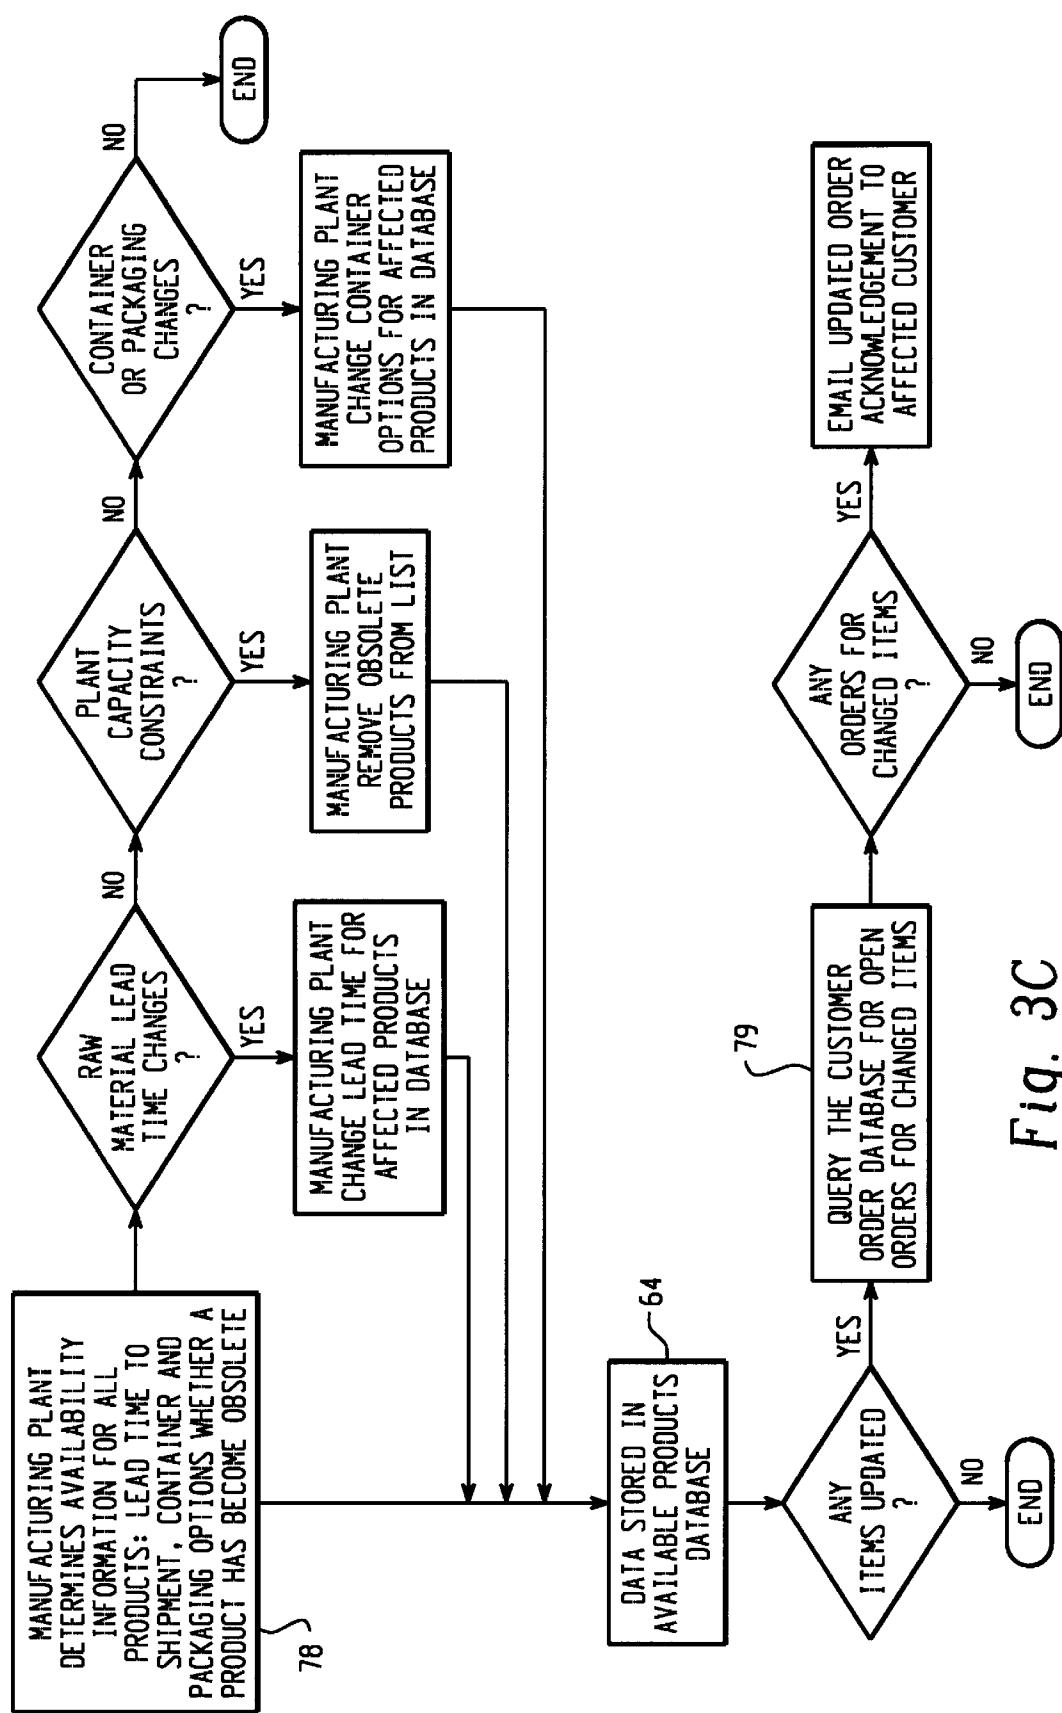 MANUFACTURING PLANT
DETERMINES AVAILABILITY
INFORMATION FOR ALL
PRODUCTS: LEAD TIME TO
SHIPMENT, CONTAINER AND
PACKAGING OPTIONS WHETHER A
PRODUCT HAS BECOME OBSOLETE
78
RAW
MATERIAL LEAD
TIME CHANGES
?
NO
YES
MANUFACTURING PLANT
CHANGE LEAD TIME FOR
AFFECTED PRODUCTS
IN DATABASE
PLANT
CAPACITY
CONSTRAINTS
?
NO
YES
MANUFACTURING PLANT
REMOVE OBSOLETE
PRODUCTS FROM LIST
CONTAINER
OR PACKAGING
CHANGES
?
NO
END
YES
MANUFACTURING PLANT
CHANGE CONTAINER
OPTIONS FOR AFFECTED
PRODUCTS IN DATABASE
DATA STORED IN
AVAILABLE PRODUCTS
DATABASE
64
ANY
ITEMS UPDATED
?
NO
END
YES
QUERY THE CUSTOMER
ORDER DATABASE FOR OPEN
ORDERS FOR CHANGED ITEMS
79
ANY
ORDERS FOR
CHANGED ITEMS
?
NO
END
YES
EMAIL UPDATED ORDER
ACKNOWLEDGEMENT TO
AFFECTED CUSTOMER
Fig. 3C